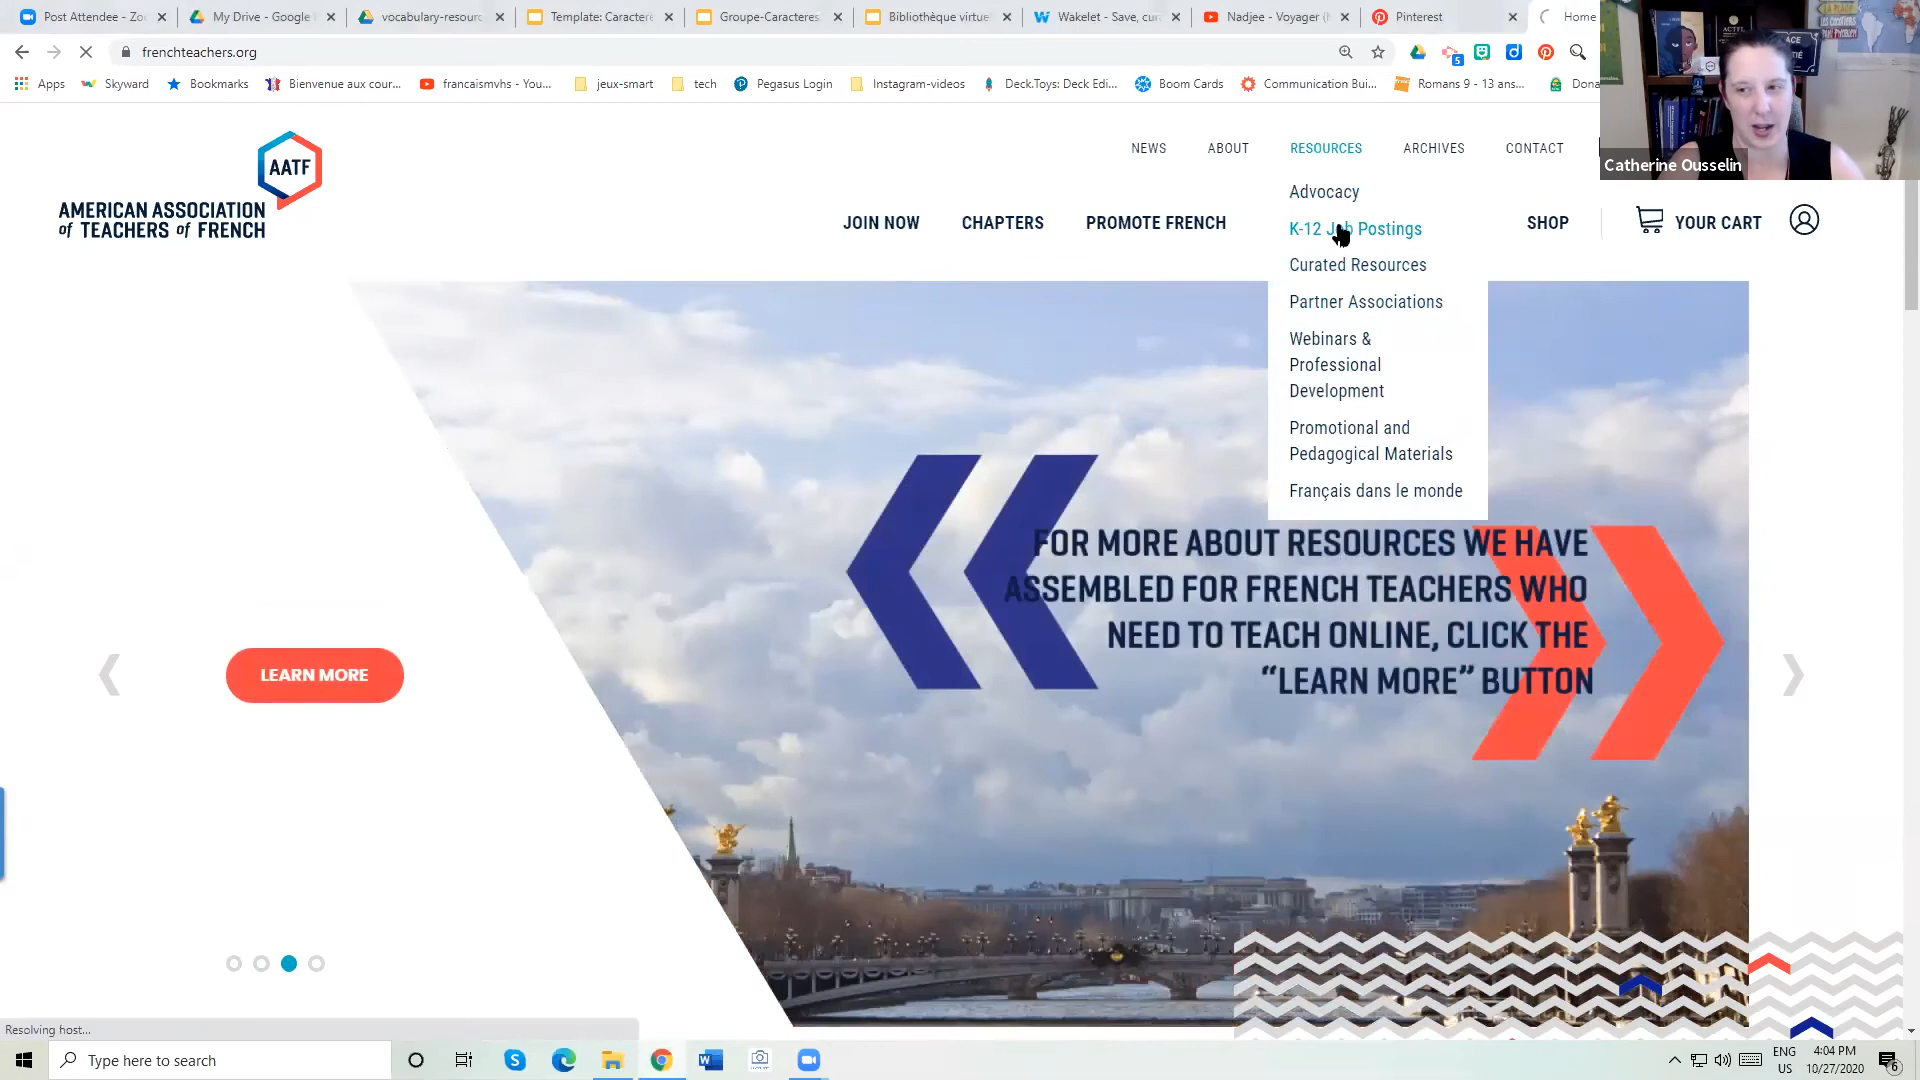 Post Attendee - Zo
My Drive - Google
vocabulary-resourc
Template: Caractère
Groupe-Caracteres
Bibliothèque virtue
Wakelet - Save, cur
Nadjee - Voyager (
Pinterest
Home
frenchteachers.org
5
Apps
Skyward
Bookmarks
Bienvenue aux cour...
francaismvhs - You...
jeux-smart
tech
Pegasus Login
Instagram-videos
Deck.Toys: Deck Edi...
Boom Cards
Communication Bui...
Romans 9 - 13 ans...
Dona
Catherine Ousselin
AATF
AMERICAN ASSOCIATION
of TEACHERS of FRENCH
NEWS
ABOUT
RESOURCES
ARCHIVES
CONTACT
JOIN NOW
CHAPTERS
PROMOTE FRENCH
SHOP
YOUR CART
Advocacy
K-12 Job Postings
Curated Resources
Partner Associations
Webinars &
Professional
Development
Promotional and
Pedagogical Materials
Français dans le monde
FOR MORE ABOUT RESOURCES WE HAVE
ASSEMBLED FOR FRENCH TEACHERS WHO
NEED TO TEACH ONLINE, CLICK THE
“LEARN MORE” BUTTON
LEARN MORE
Resolving host...
Type here to search
ENG
US
4:04 PM
10/27/2020
6